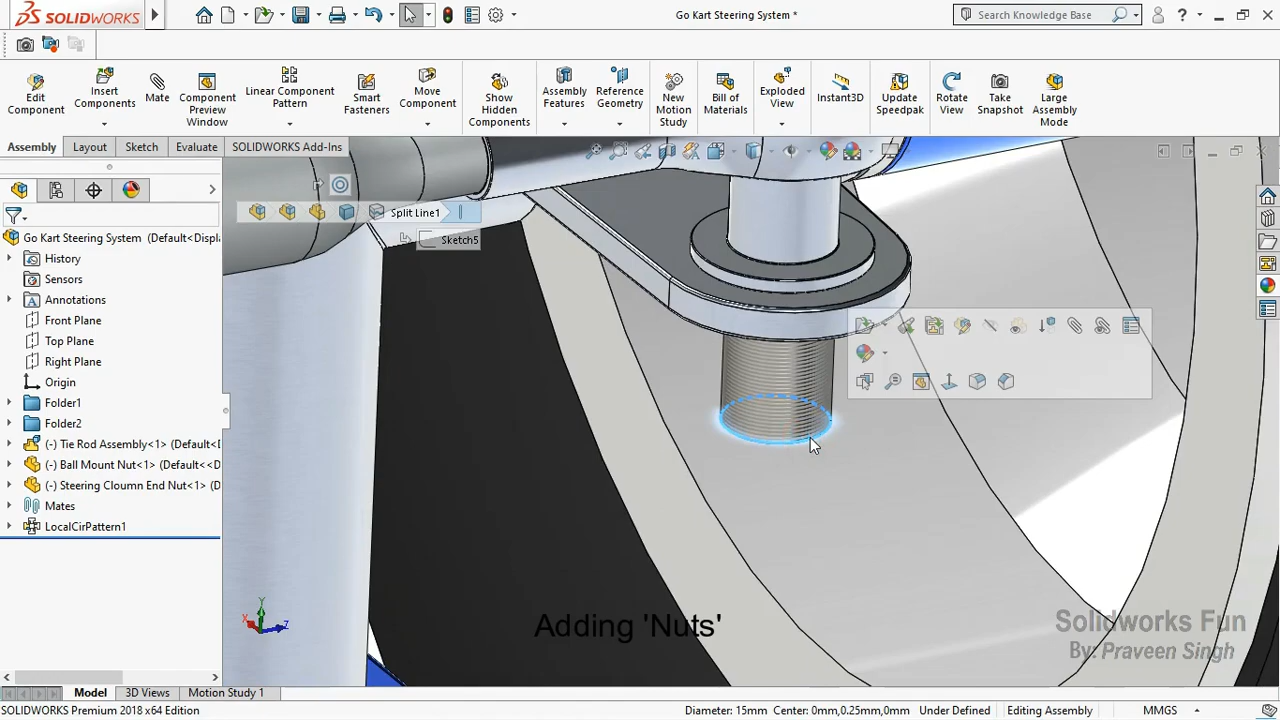 SOLIDWORKS
Go Kart Steering System *
Search Knowledge Base
?
Edit Component
Insert Components
Mate
Component Preview Window
Linear Component Pattern
Smart Fasteners
Move Component
Show Hidden Components
Assembly Features
Reference Geometry
New Motion Study
Bill of Materials
Exploded View
Instant3D
Update Speedpak
Rotate View
Take Snapshot
Large Assembly Mode
Assembly Layout Sketch Evaluate SOLIDWORKS Add-Ins
Split Line1
Sketch5
Go Kart Steering System (Default<Displ
History
Sensors
Annotations
Front Plane
Top Plane
Right Plane
Origin
Folder1
Folder2
(-) Tie Rod Assembly<1> (Default<D
(-) Ball Mount Nut<1> (Default<<D
(-) Steering Cloumn End Nut<1> (D
Mates
LocalCirPattern1
Y
X
Z
Adding 'Nuts'
Solidworks Fun
By: Praveen Singh
Model 3D Views Motion Study 1
SOLIDWORKS Premium 2018 x64 Edition
Diameter: 15mm Center: 0mm,0.25mm,0mm Under Defined Editing Assembly MMGS